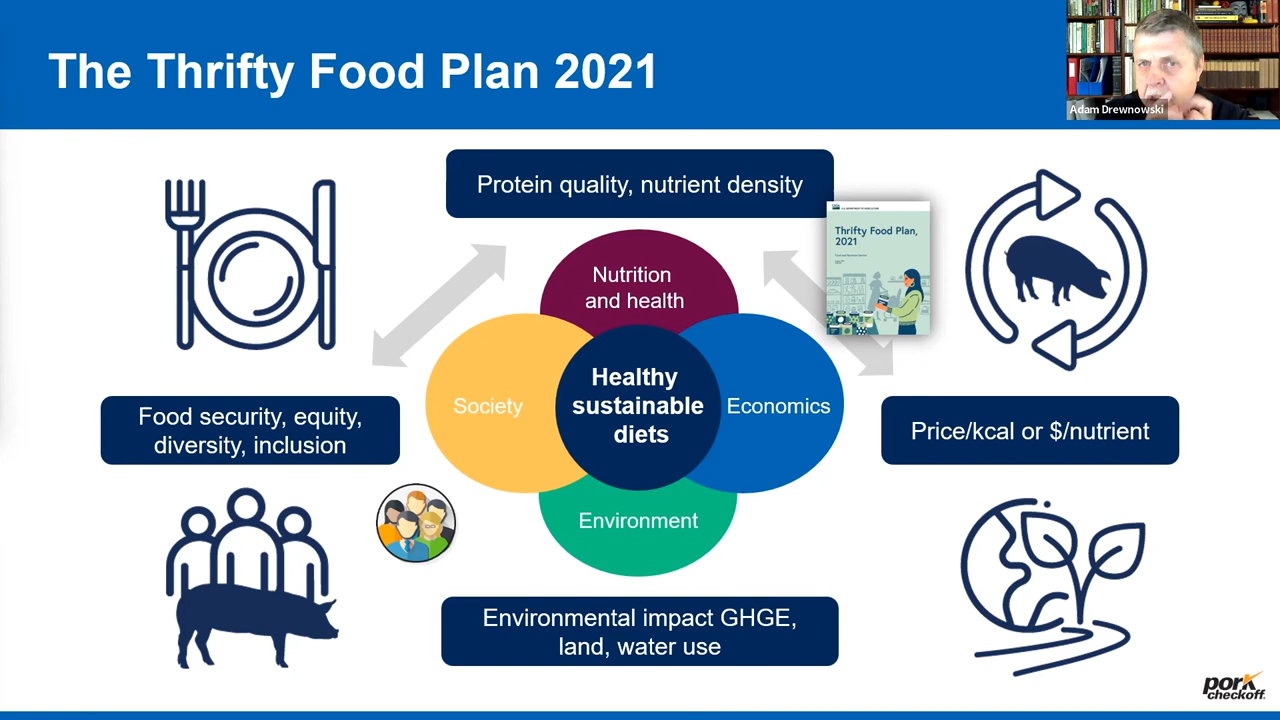 The Thrifty Food Plan 2021
Adam Drewnowski
Protein quality, nutrient density
Thrifty Food Plan,
2021
Nutrition
and health
Society
Healthy
sustainable
diets
Economics
Environment
Food security, equity,
diversity, inclusion
Price/kcal or $/nutrient
Environmental impact GHGE,
land, water use
pork
checkoff